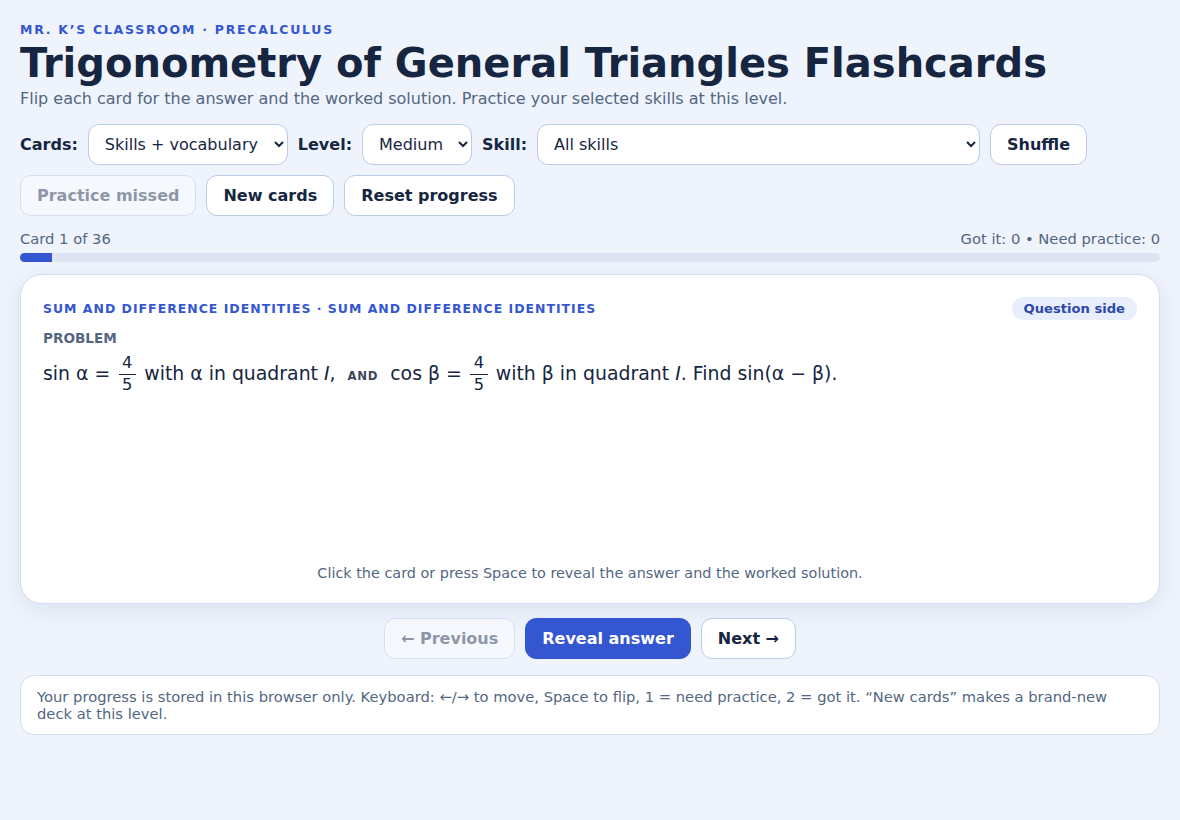 MR. K’S CLASSROOM · PRECALCULUS
Trigonometry of General Triangles Flashcards
Flip each card for the answer and the worked solution. Practice your selected skills at this level.
Cards: Skills + vocabulary Level: Medium Skill: All skills Shuffle
Practice missed New cards Reset progress
Card 1 of 36 Got it: 0 • Need practice: 0
SUM AND DIFFERENCE IDENTITIES · SUM AND DIFFERENCE IDENTITIES Question side
PROBLEM
sin α = 4/5 with α in quadrant I, AND cos β = 4/5 with β in quadrant I. Find sin(α − β).
Click the card or press Space to reveal the answer and the worked solution.
← Previous Reveal answer Next →
Your progress is stored in this browser only. Keyboard: ←/→ to move, Space to flip, 1 = need practice, 2 = got it. “New cards” makes a brand-new
deck at this level.